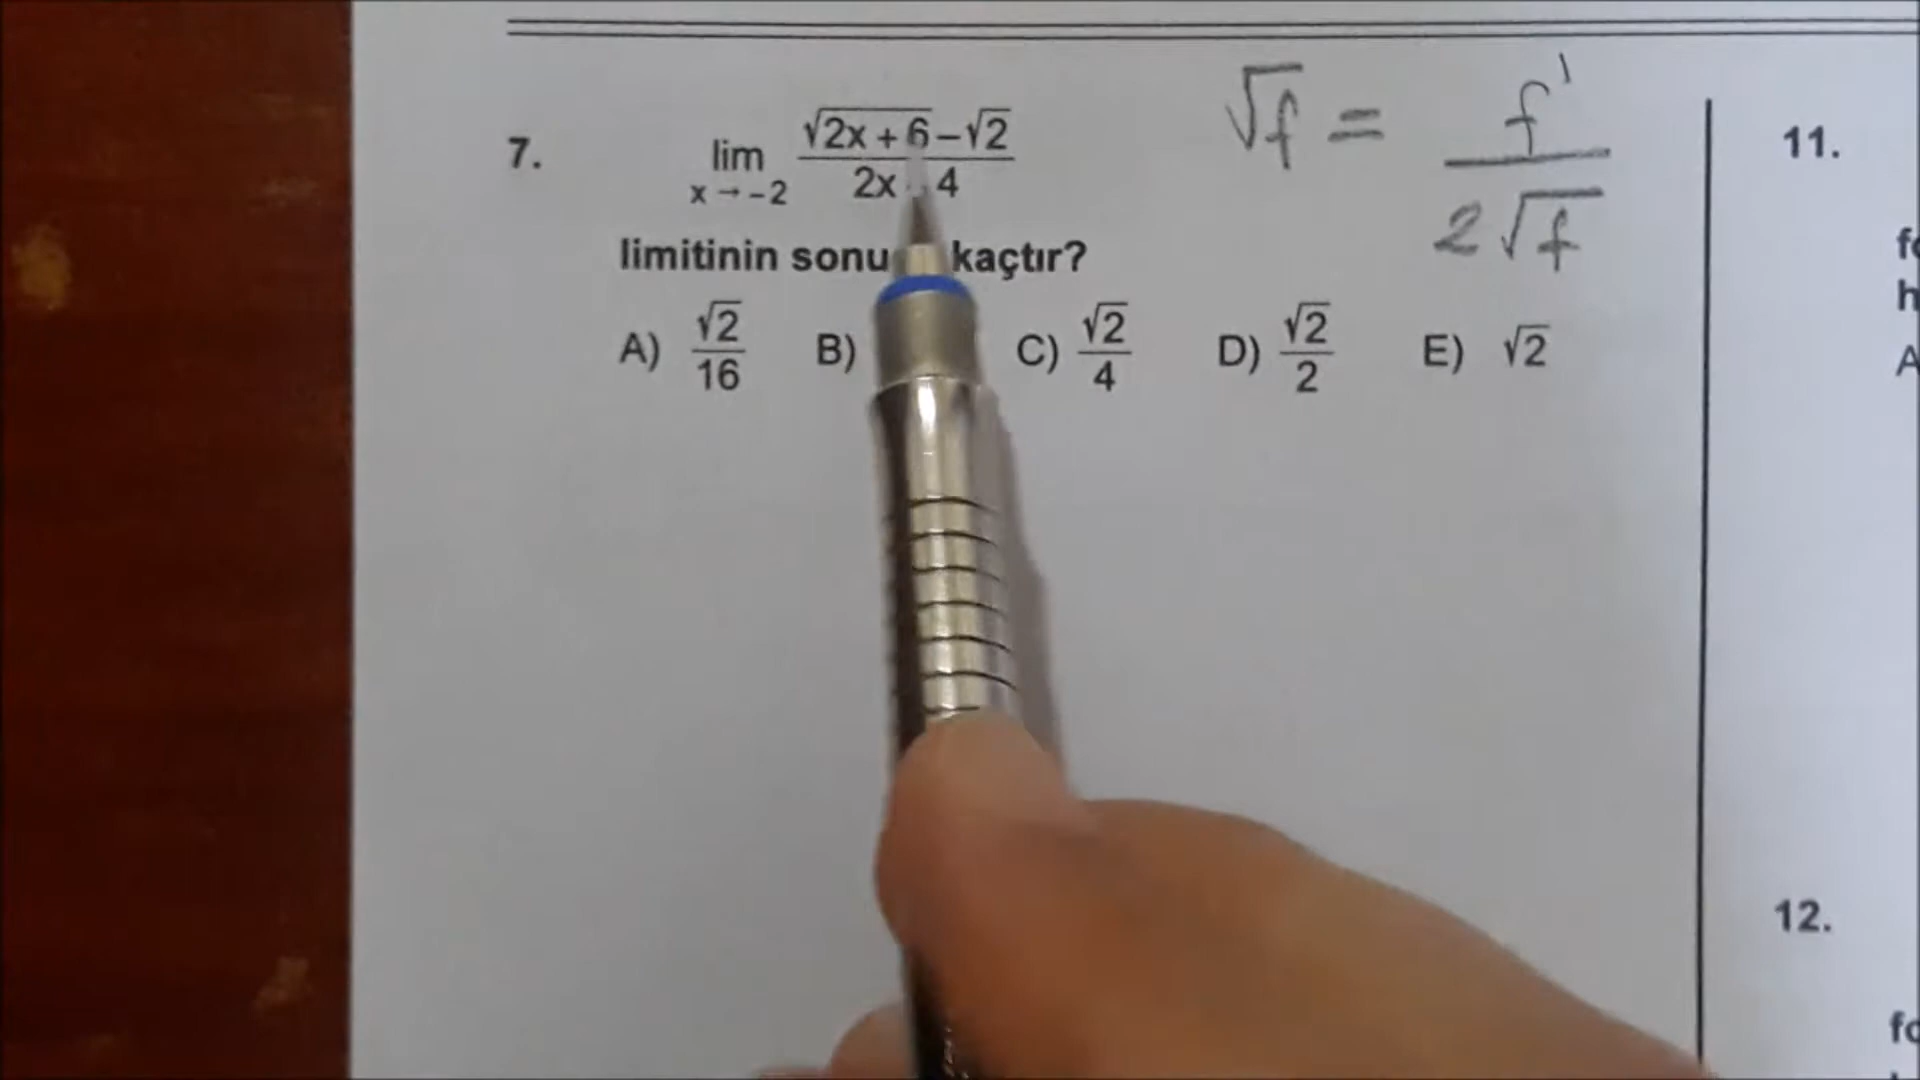 7. lim x→-2 √2x + 6 - √2 / 2x 4
limitinin kaçtır?
A) √2/16 B) C) √2/4 D) √2/2 E) √2
√f = f' / 2√f
11.
12.